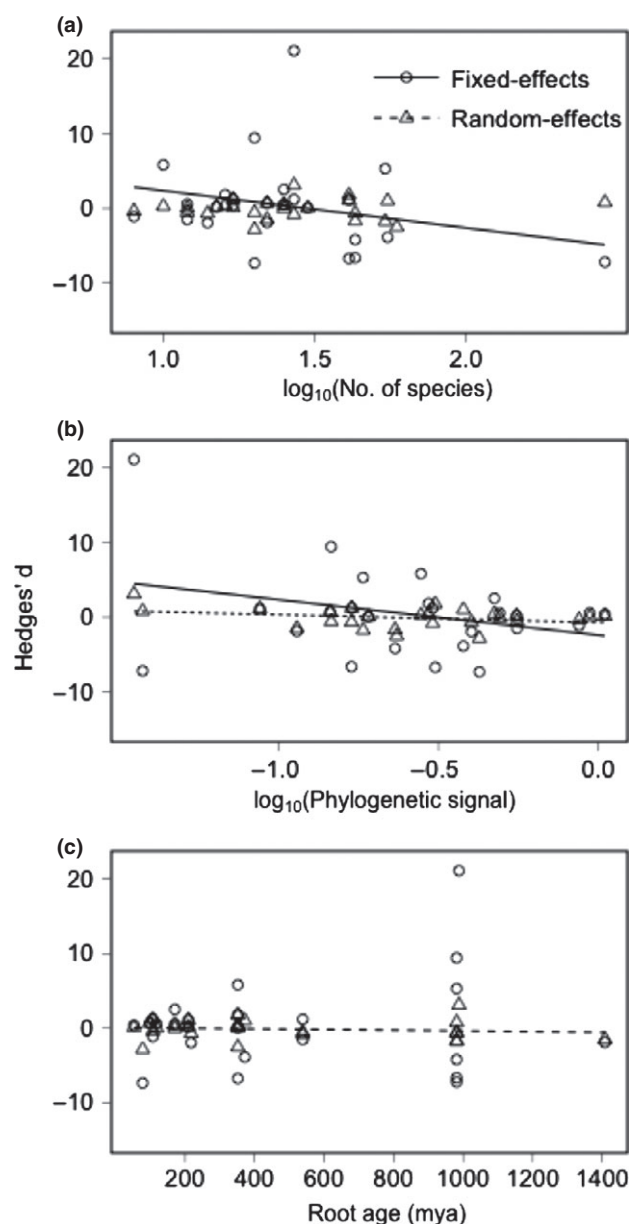 (a)
20
10
0
−10
Fixed-effects
Random-effects
1.0 1.5 2.0
log₁₀(No. of species)
(b)
20
10
0
−10
Hedges' d
−1.0 −0.5 0.0
log₁₀(Phylogenetic signal)
(c)
20
10
0
−10
200 400 600 800 1000 1200 1400
Root age (mya)